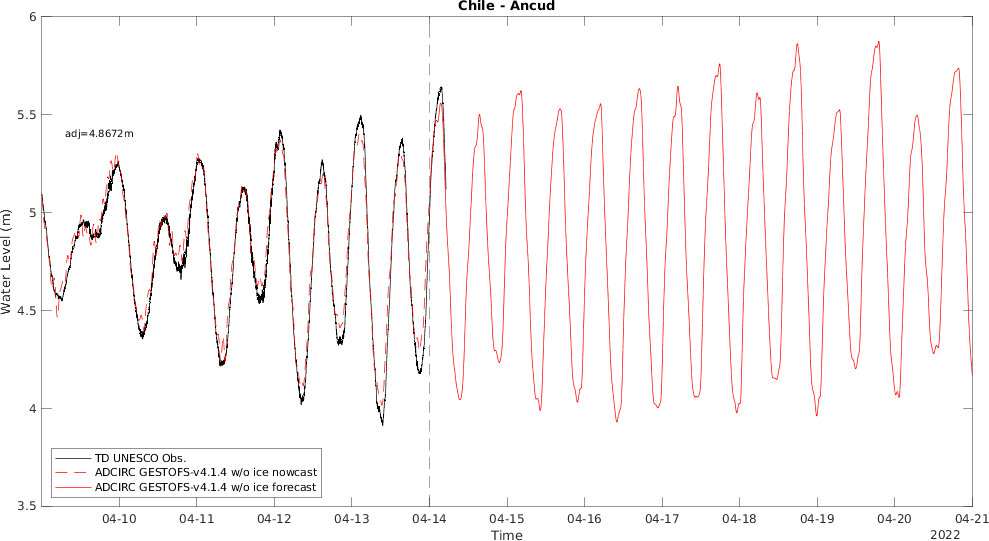 Chile - Ancud
6
5.5
5
4.5
4
3.5
Water Level (m)
adj=4.8672m
TD UNESCO Obs.
ADCIRC GESTOFS-v4.1.4 w/o ice nowcast
ADCIRC GESTOFS-v4.1.4 w/o ice forecast
04-10 04-11 04-12 04-13 04-14 04-15 04-16 04-17 04-18 04-19 04-20 04-21
Time
2022